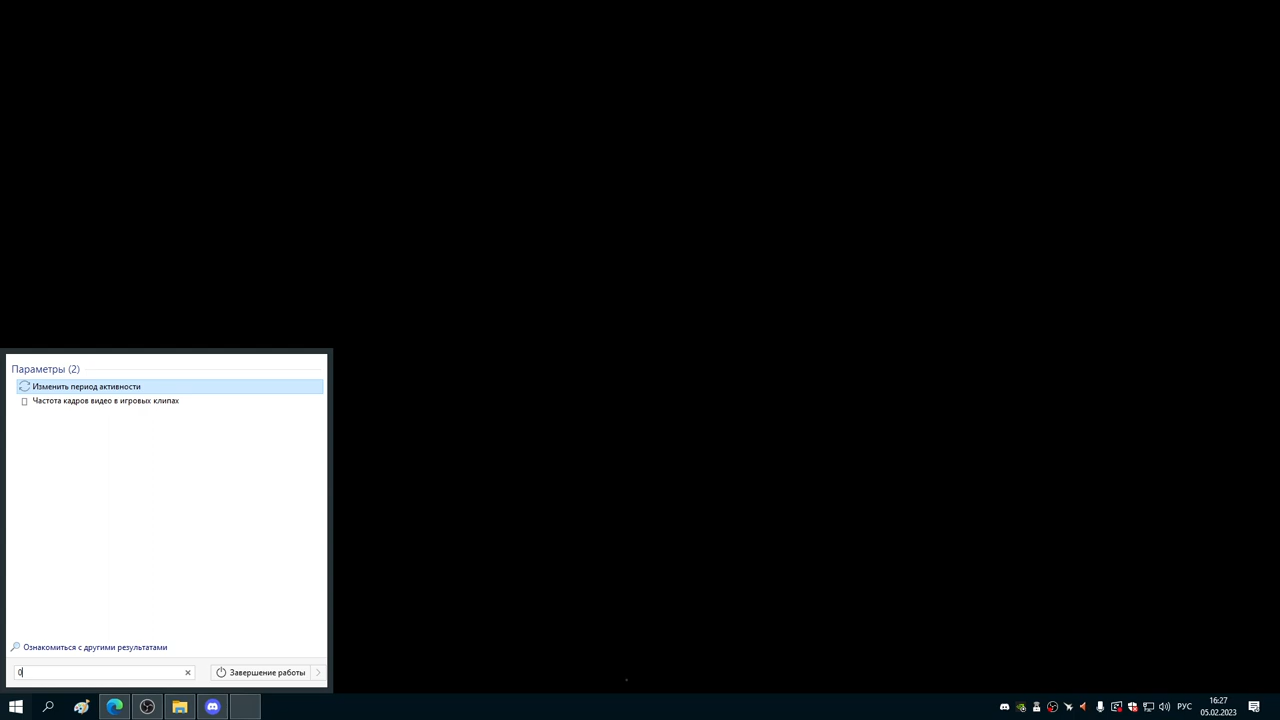 Параметры (2)
Изменить период активности
Частота кадров видео в игровых клипах
Ознакомиться с другими результатами
0
Завершение работы
РУС
16:27
05.02.2023